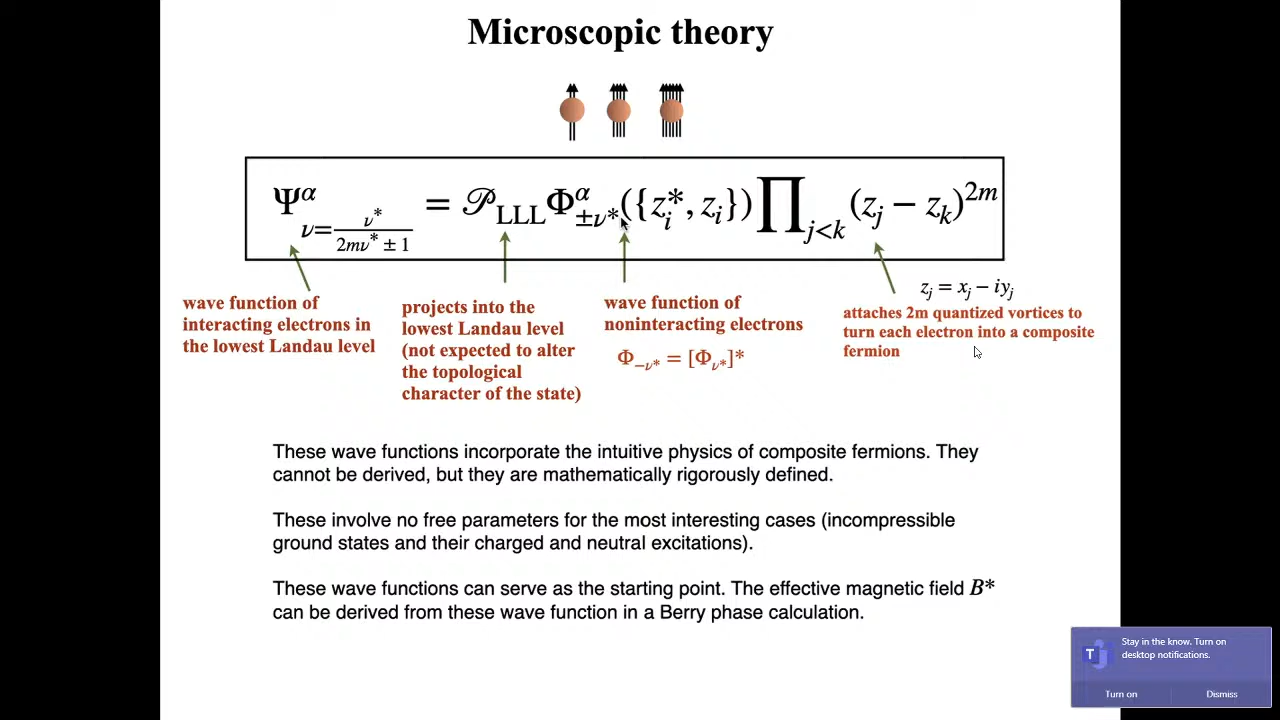 Microscopic theory
Ψ^α_{ν=ν*/(2mν* ± 1)} = 𝒫_LLL Φ^α_{±ν*}({z_i*, z_i}) ∏_{j<k} (z_j − z_k)^{2m}
wave function of
interacting electrons in
the lowest Landau level
projects into the
lowest Landau level
(not expected to alter
the topological
character of the state)
wave function of
noninteracting electrons
Φ_{−ν*} = [Φ_{ν*}]*
z_j = x_j − iy_j
attaches 2m quantized vortices to
turn each electron into a composite
fermion
These wave functions incorporate the intuitive physics of composite fermions. They
cannot be derived, but they are mathematically rigorously defined.
These involve no free parameters for the most interesting cases (incompressible
ground states and their charged and neutral excitations).
These wave functions can serve as the starting point. The effective magnetic field B*
can be derived from these wave function in a Berry phase calculation.
T
Stay in the know. Turn on
desktop notifications.
Turn on
Dismiss